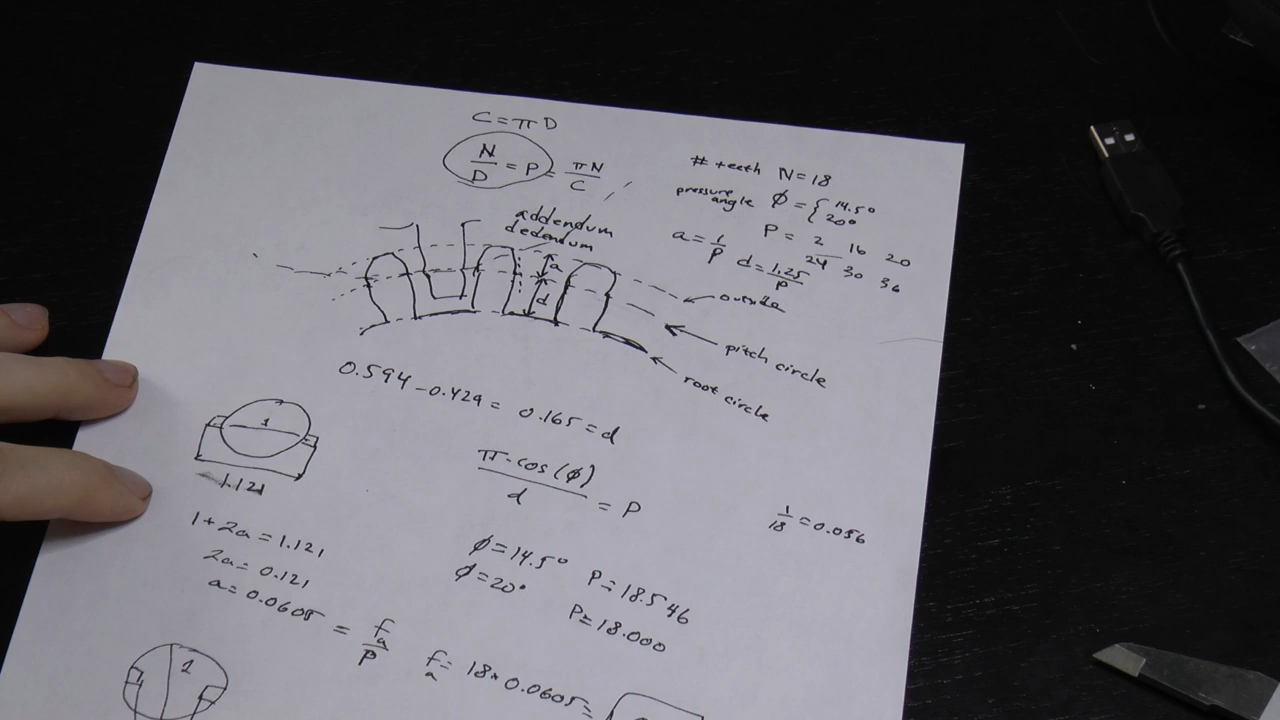 C = πD
N/D = P = πN/C
# teeth N = 18
pressure angle ϕ = { 14.5° 20°
P = 2 16 20
24 30 36
a = 1/P d = 1.25/P
addendum
dedendum
a
d
outside
pitch circle
root circle
0.594 - 0.429 = 0.165 = d
1
1.121
π·cos(ϕ)/d = P
1/18 = 0.056
1 + 2a = 1.121
2a = 0.121
a = 0.0605 = fa/P
ϕ = 14.5° P = 18.546
ϕ = 20° P = 18.000
fa = 18 * 0.0605 =
1